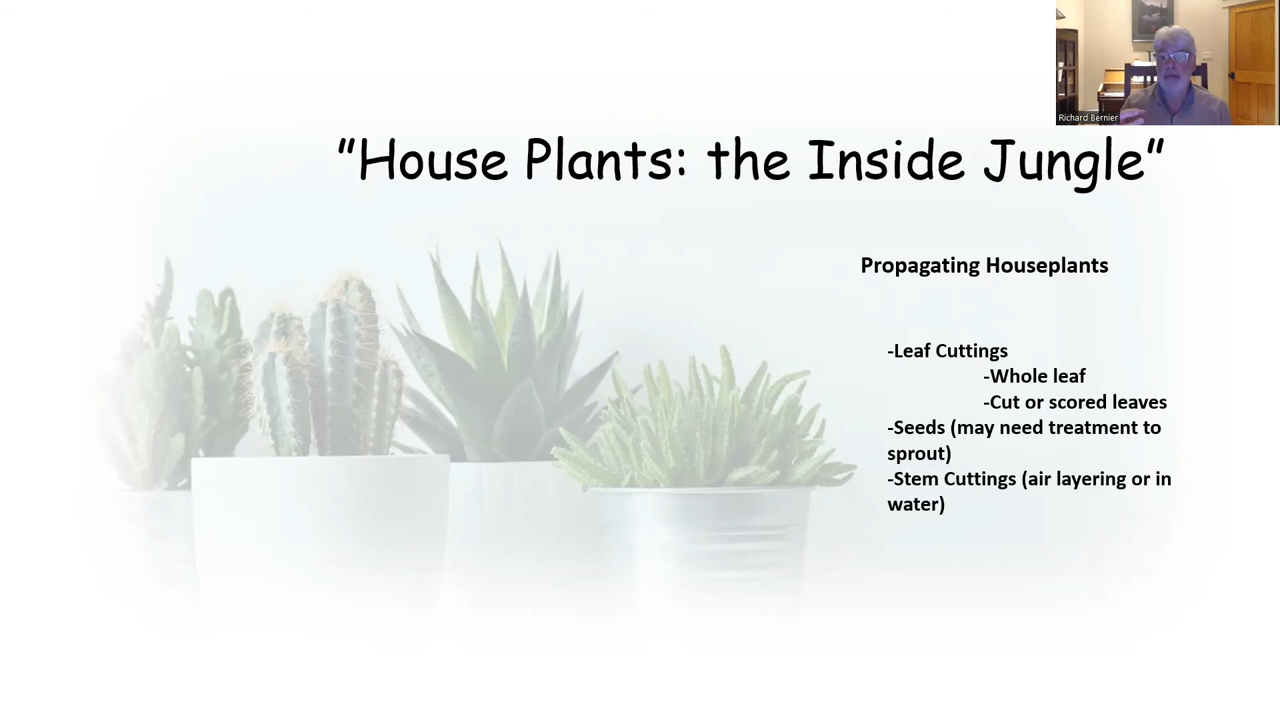 Richard Bernier
”House Plants: the Inside Jungle”
Propagating Houseplants
-Leaf Cuttings
-Whole leaf
-Cut or scored leaves
-Seeds (may need treatment to
sprout)
-Stem Cuttings (air layering or in
water)